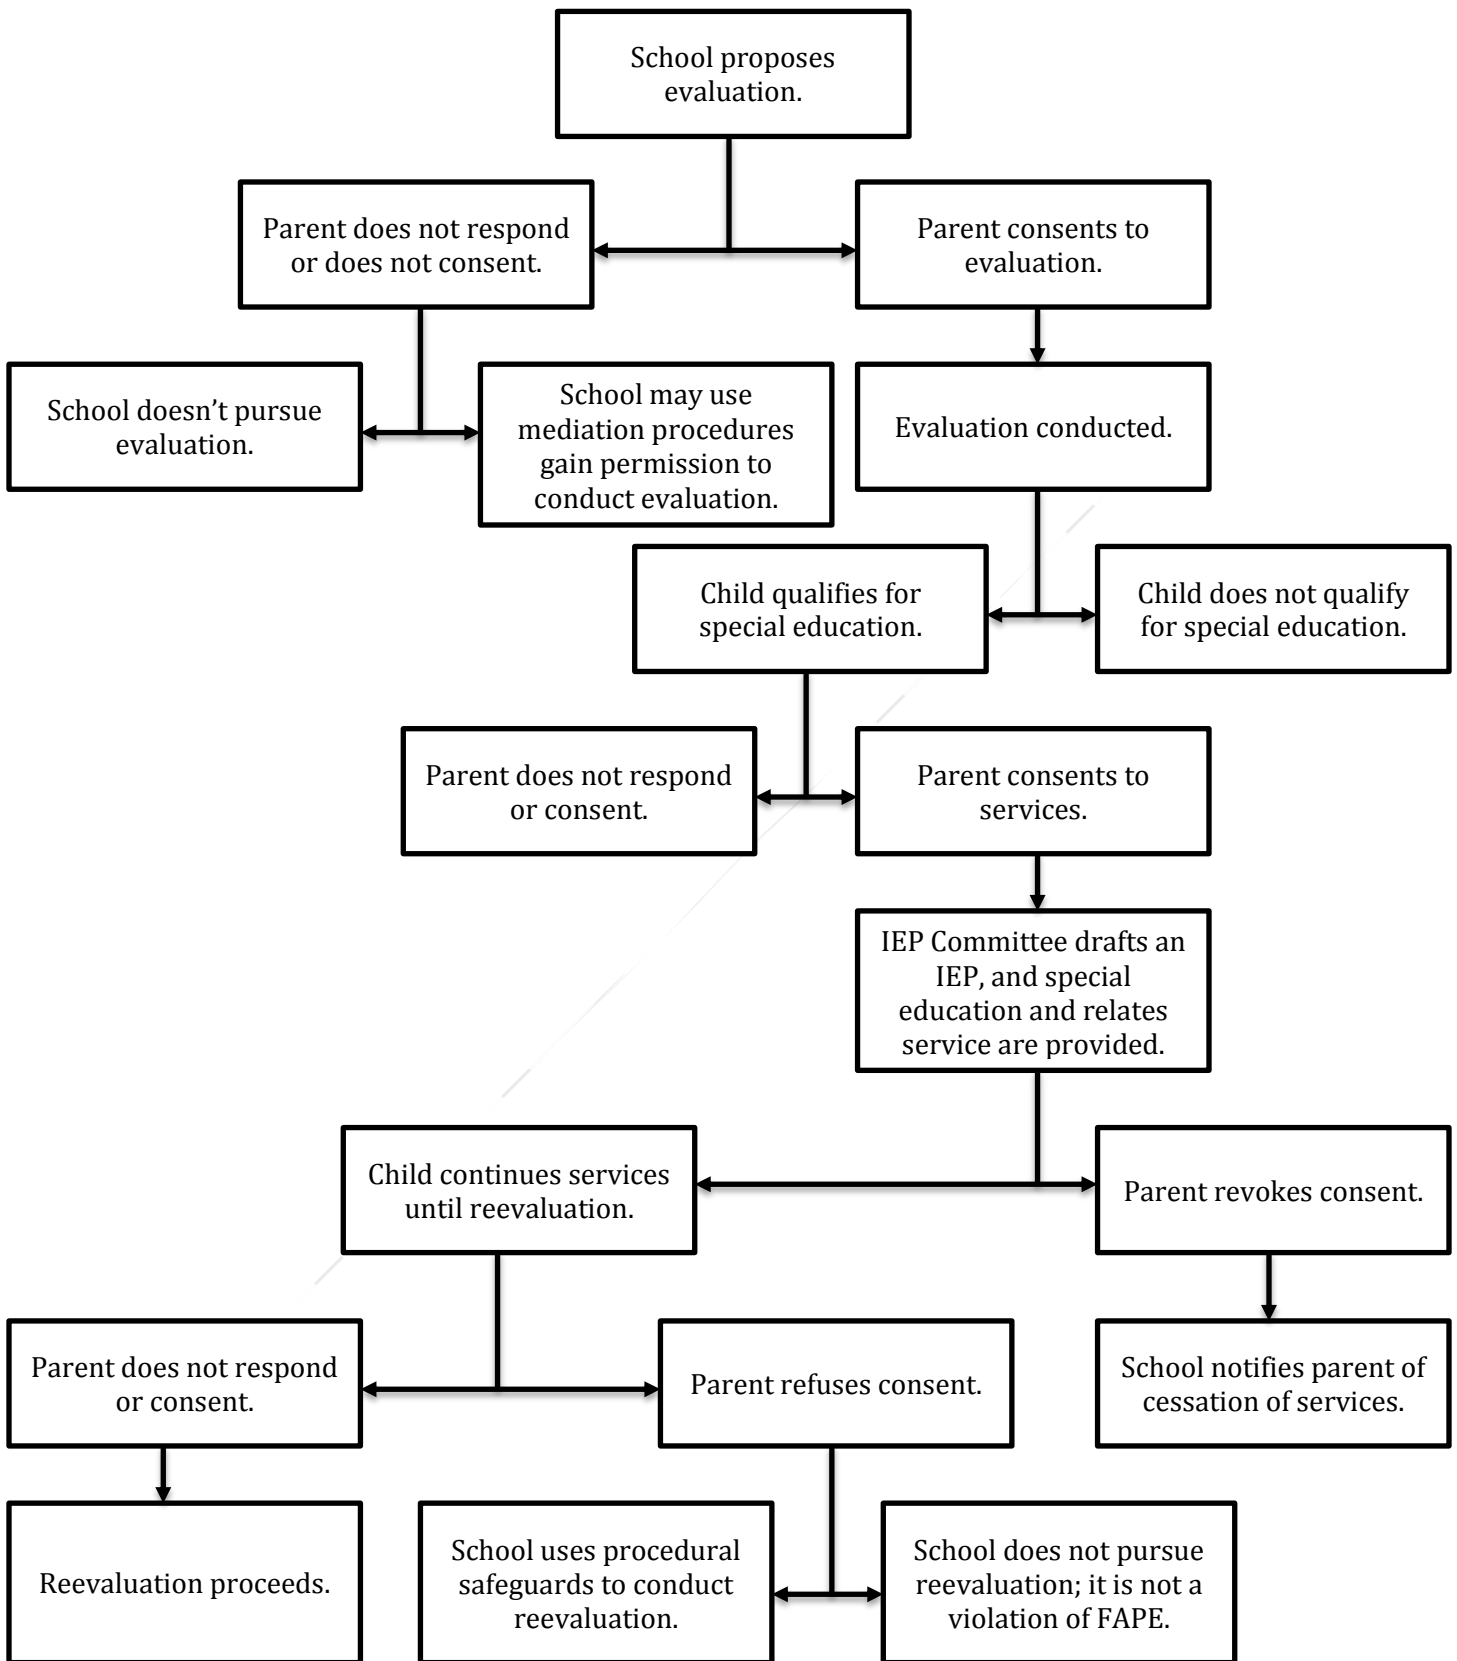 School proposes
evaluation.
Parent does not respond
or does not consent.
Parent consents to
evaluation.
School doesn’t pursue
evaluation.
School may use
mediation procedures
gain permission to
conduct evaluation.
Evaluation conducted.
Child qualifies for
special education.
Child does not qualify
for special education.
Parent does not respond
or consent.
Parent consents to
services.
IEP Committee drafts an
IEP, and special
education and relates
service are provided.
Child continues services
until reevaluation.
Parent revokes consent.
Parent does not respond
or consent.
Parent refuses consent.
School notifies parent of
cessation of services.
Reevaluation proceeds.
School uses procedural
safeguards to conduct
reevaluation.
School does not pursue
reevaluation; it is not a
violation of FAPE.